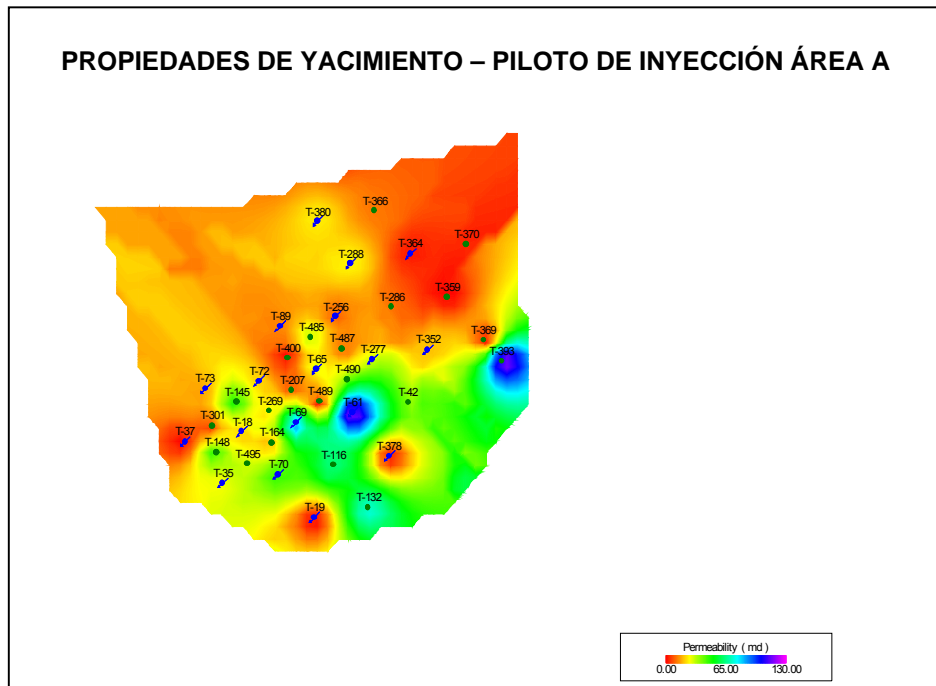 PROPIEDADES DE YACIMIENTO – PILOTO DE INYECCIÓN ÁREA A
T-366
T-380
T-370
T-364
T-288
T-359
T-286
T-256
T-89
T-485
T-369
T-487
T-352
T-277
T-393
T-400
T-65
T-490
T-72
T-73
T-207
T-145
T-489
T-42
T-269
T-61
T-69
T-301
T-18
T-37
T-164
T-378
T-148
T-495
T-70
T-116
T-35
T-132
T-19
Permeability ( md )
0.00 65.00 130.00